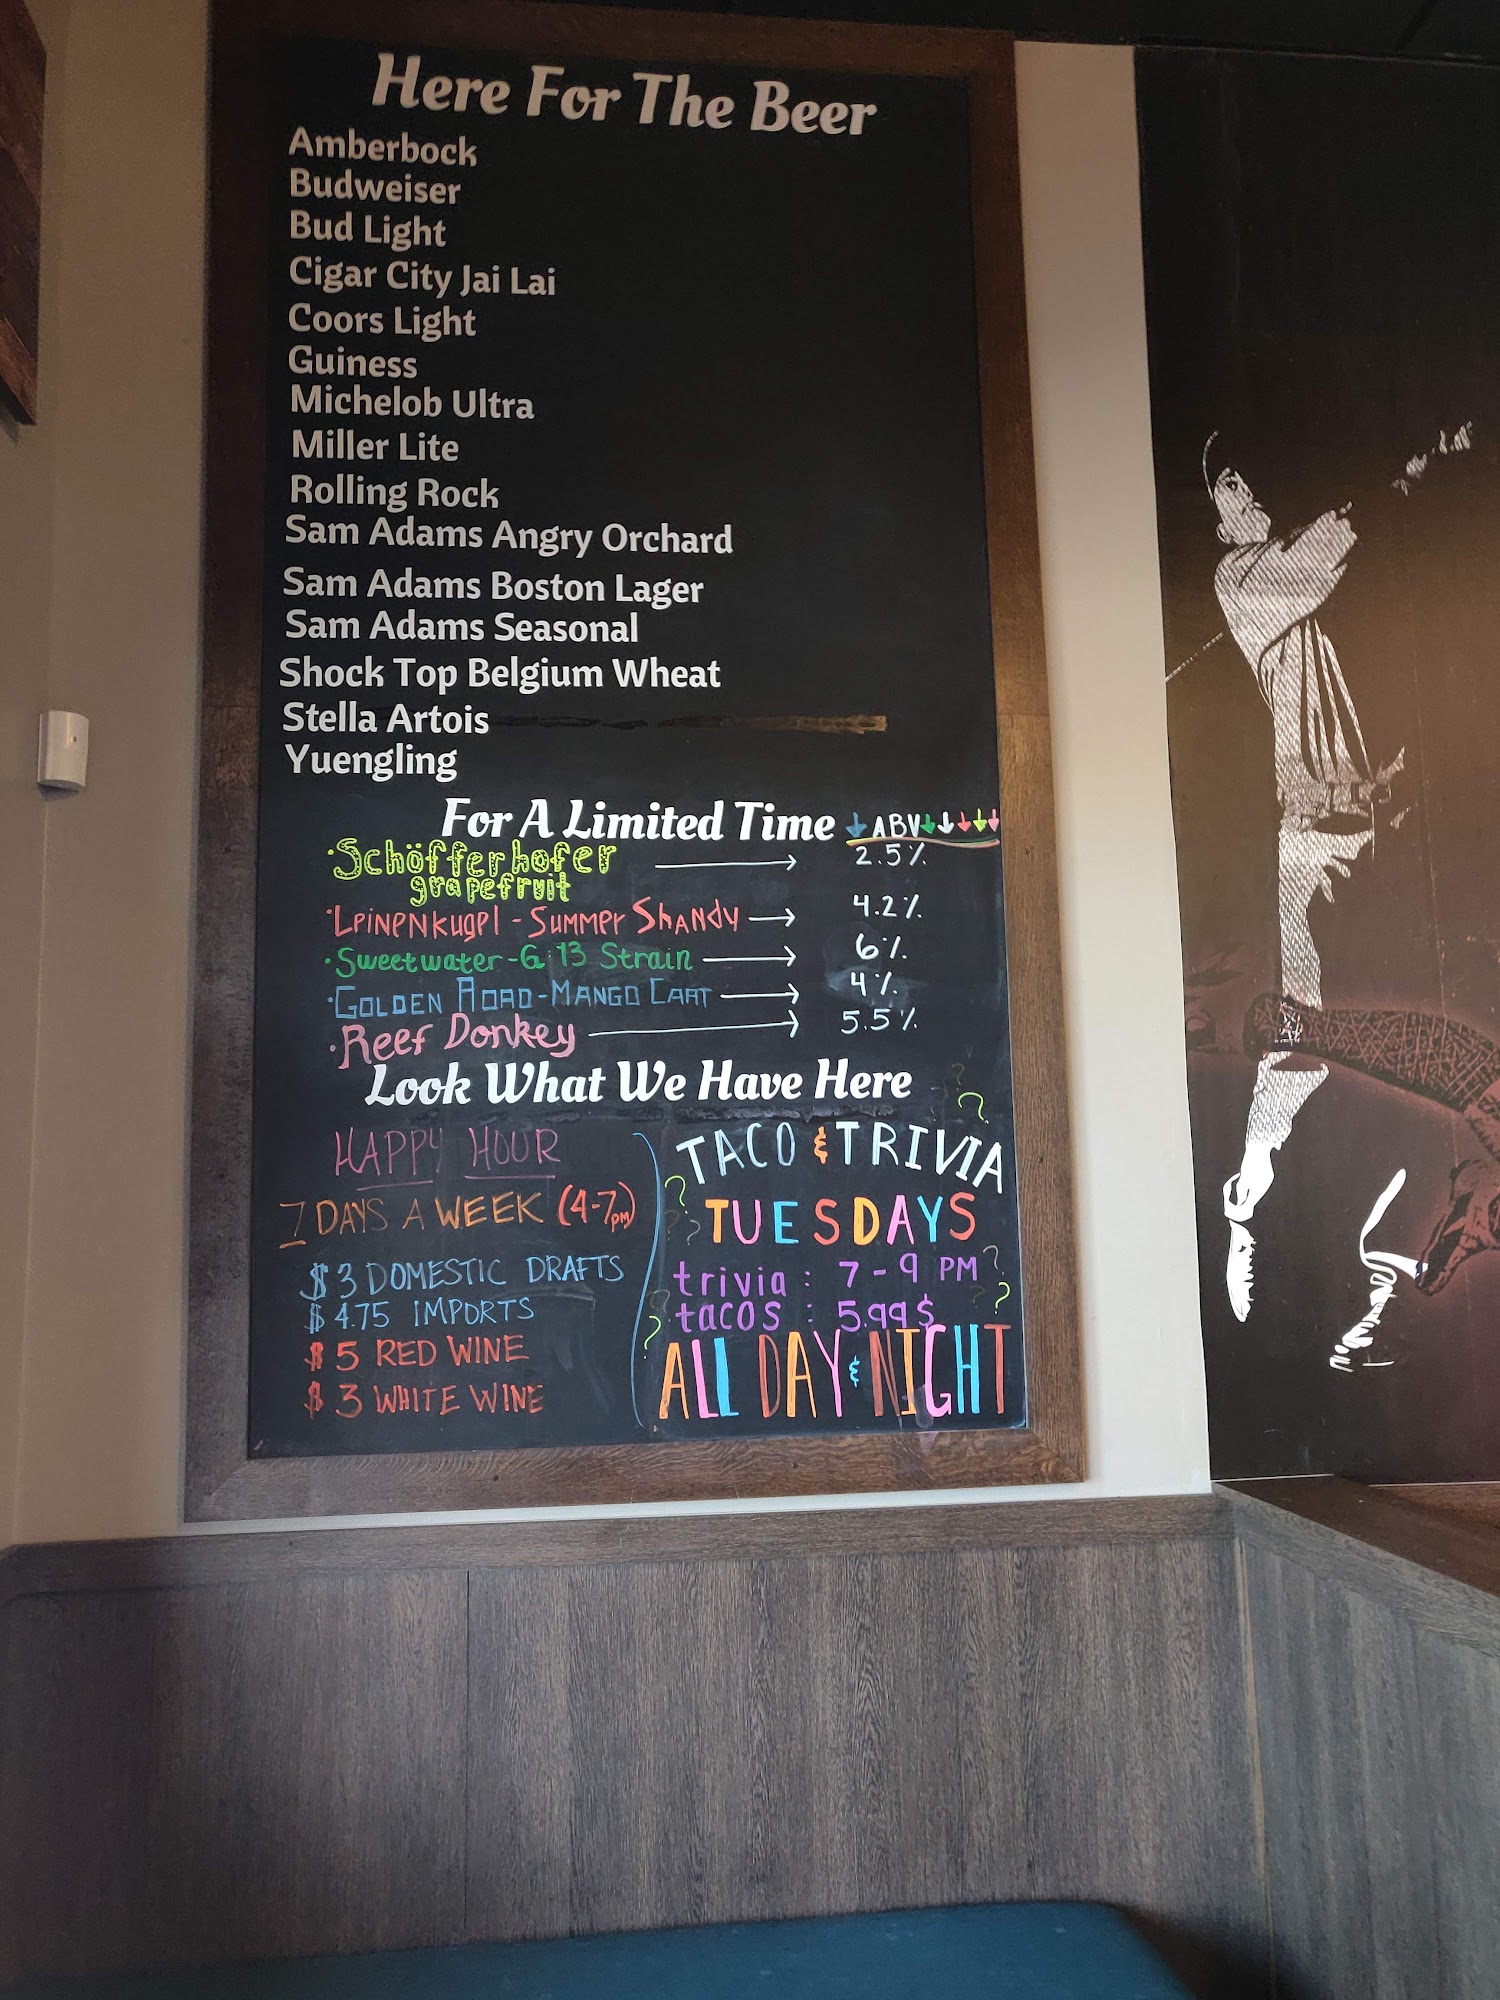 Here For The Beer
Amberbock
Budweiser
Bud Light
Cigar City Jai Lai
Coors Light
Guiness
Michelob Ultra
Miller Lite
Rolling Rock
Sam Adams Angry Orchard
Sam Adams Boston Lager
Sam Adams Seasonal
Shock Top Belgium Wheat
Stella Artois
Yuengling
For A Limited Time ABV
Schöfferhofer 2.5%
grapefruit
Leinenkugel - Summer Shandy 4.2%
Sweetwater-G 13 Strain 6%
GOLDEN ROAD-MANGO CART 4%
Reef Donkey 5.5%
Look What We Have Here
HAPPY HOUR
7 DAYS A WEEK (4-7pm)
$3 DOMESTIC DRAFTS
$4.75 IMPORTS
$5 RED WINE
$3 WHITE WINE
TACO & TRIVIA
TUESDAYS
trivia: 7-9 PM
tacos: 5.99$
ALL DAY & NIGHT